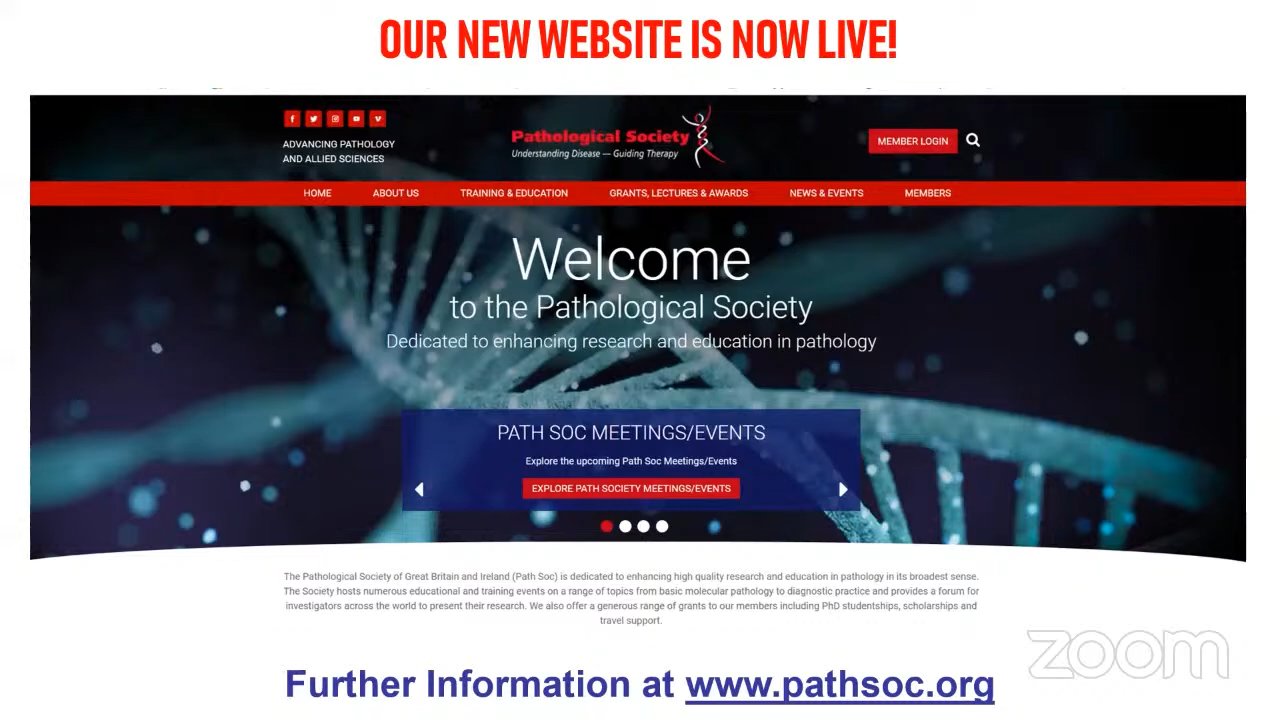 OUR NEW WEBSITE IS NOW LIVE!
ADVANCING PATHOLOGY
AND ALLIED SCIENCES
Pathological Society
Understanding Disease — Guiding Therapy
MEMBER LOGIN
HOME ABOUT US TRAINING & EDUCATION GRANTS, LECTURES & AWARDS NEWS & EVENTS MEMBERS
Welcome
to the Pathological Society
Dedicated to enhancing research and education in pathology
PATH SOC MEETINGS/EVENTS
Explore the upcoming Path Soc Meetings/Events
EXPLORE PATH SOCIETY MEETINGS/EVENTS
The Pathological Society of Great Britain and Ireland (Path Soc) is dedicated to enhancing high quality research and education in pathology in its broadest sense.
The Society hosts numerous educational and training events on a range of topics from basic molecular pathology to diagnostic practice and provides a forum for
investigators across the world to present their research. We also offer a generous range of grants to our members including PhD studentships, scholarships and
travel support.
zoom
Further Information at www.pathsoc.org